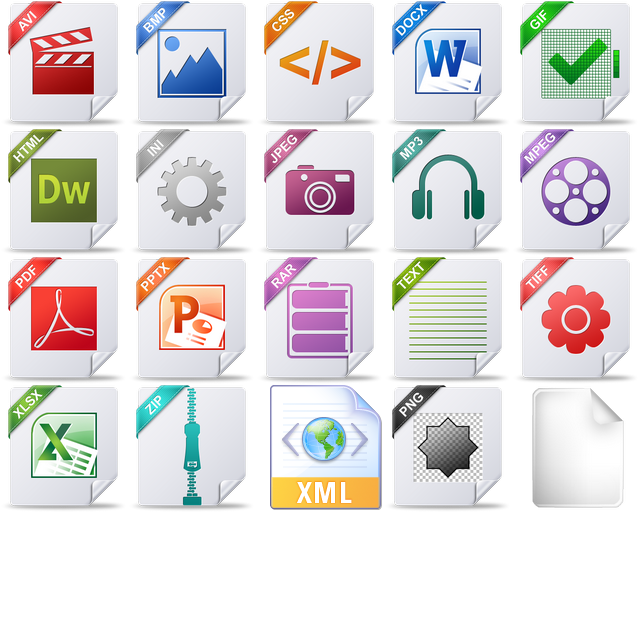 AVI
BMP
CSS
</>
DOCX
W
GIF
HTML
Dw
INI
JPEG
MP3
MPEG
PDF
PPTX
P
RAR
TEXT
TIFF
XLSX
X
ZIP
< >
XML
PNG